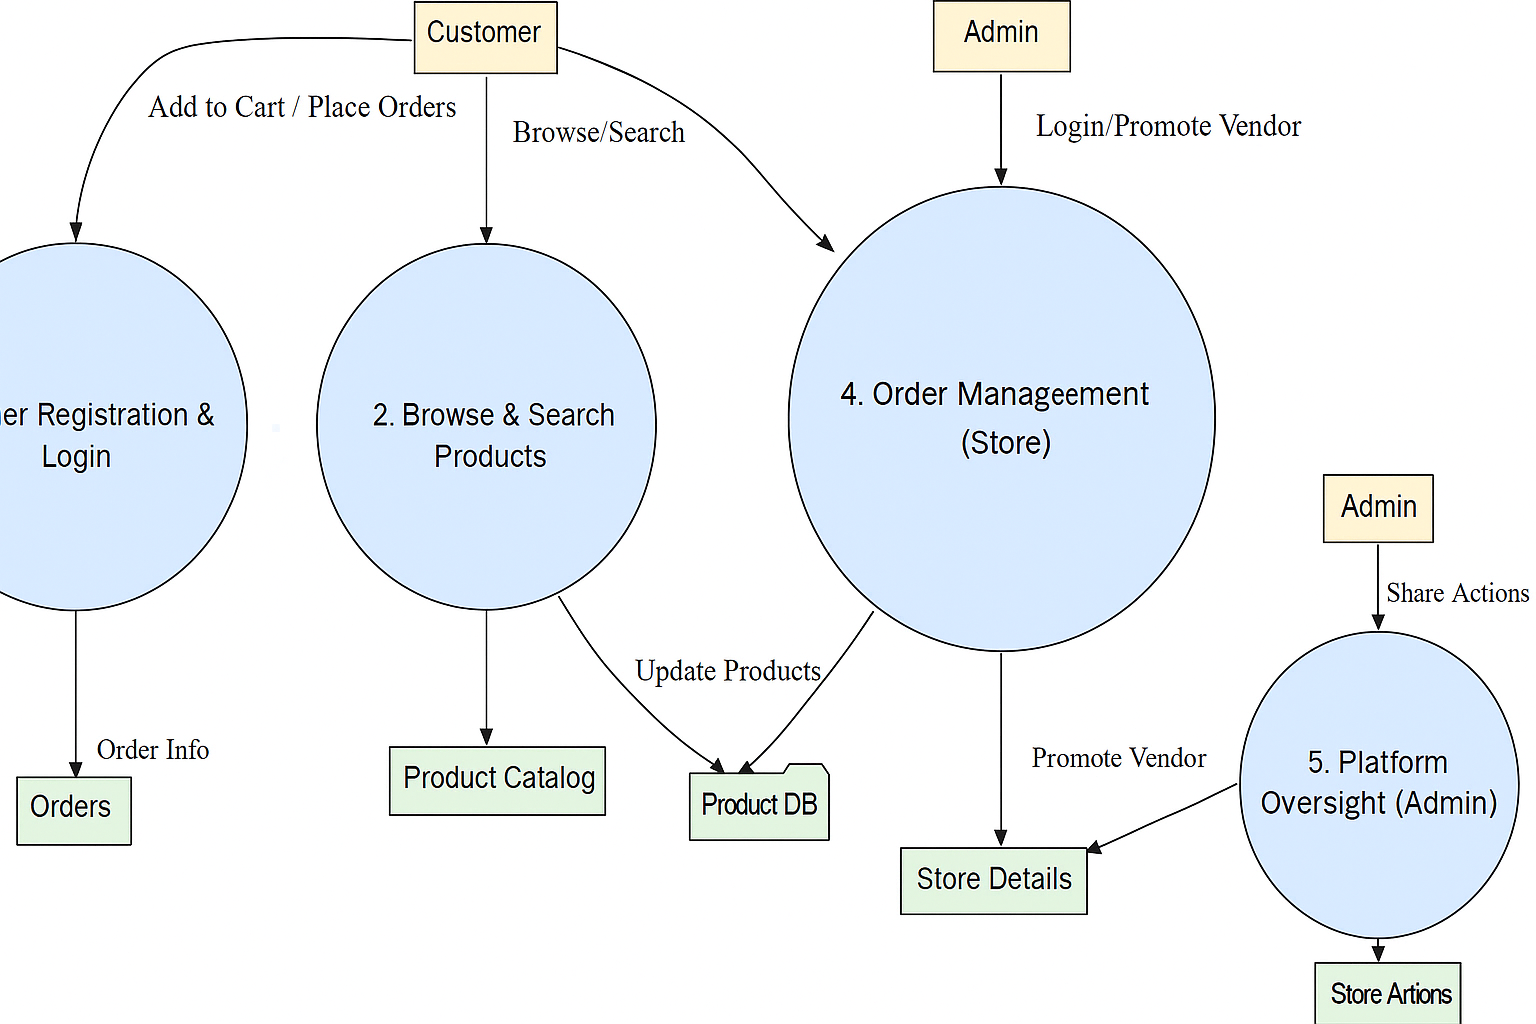 Customer
Admin
Add to Cart / Place Orders
Browse/Search
Login/Promote Vendor
er Registration &
Login
2. Browse & Search
Products
4. Order Manageement
(Store)
Admin
Share Actions
Update Products
Order Info
Promote Vendor
5. Platform
Oversight (Admin)
Orders
Product Catalog
Product DB
Store Details
Store Artions